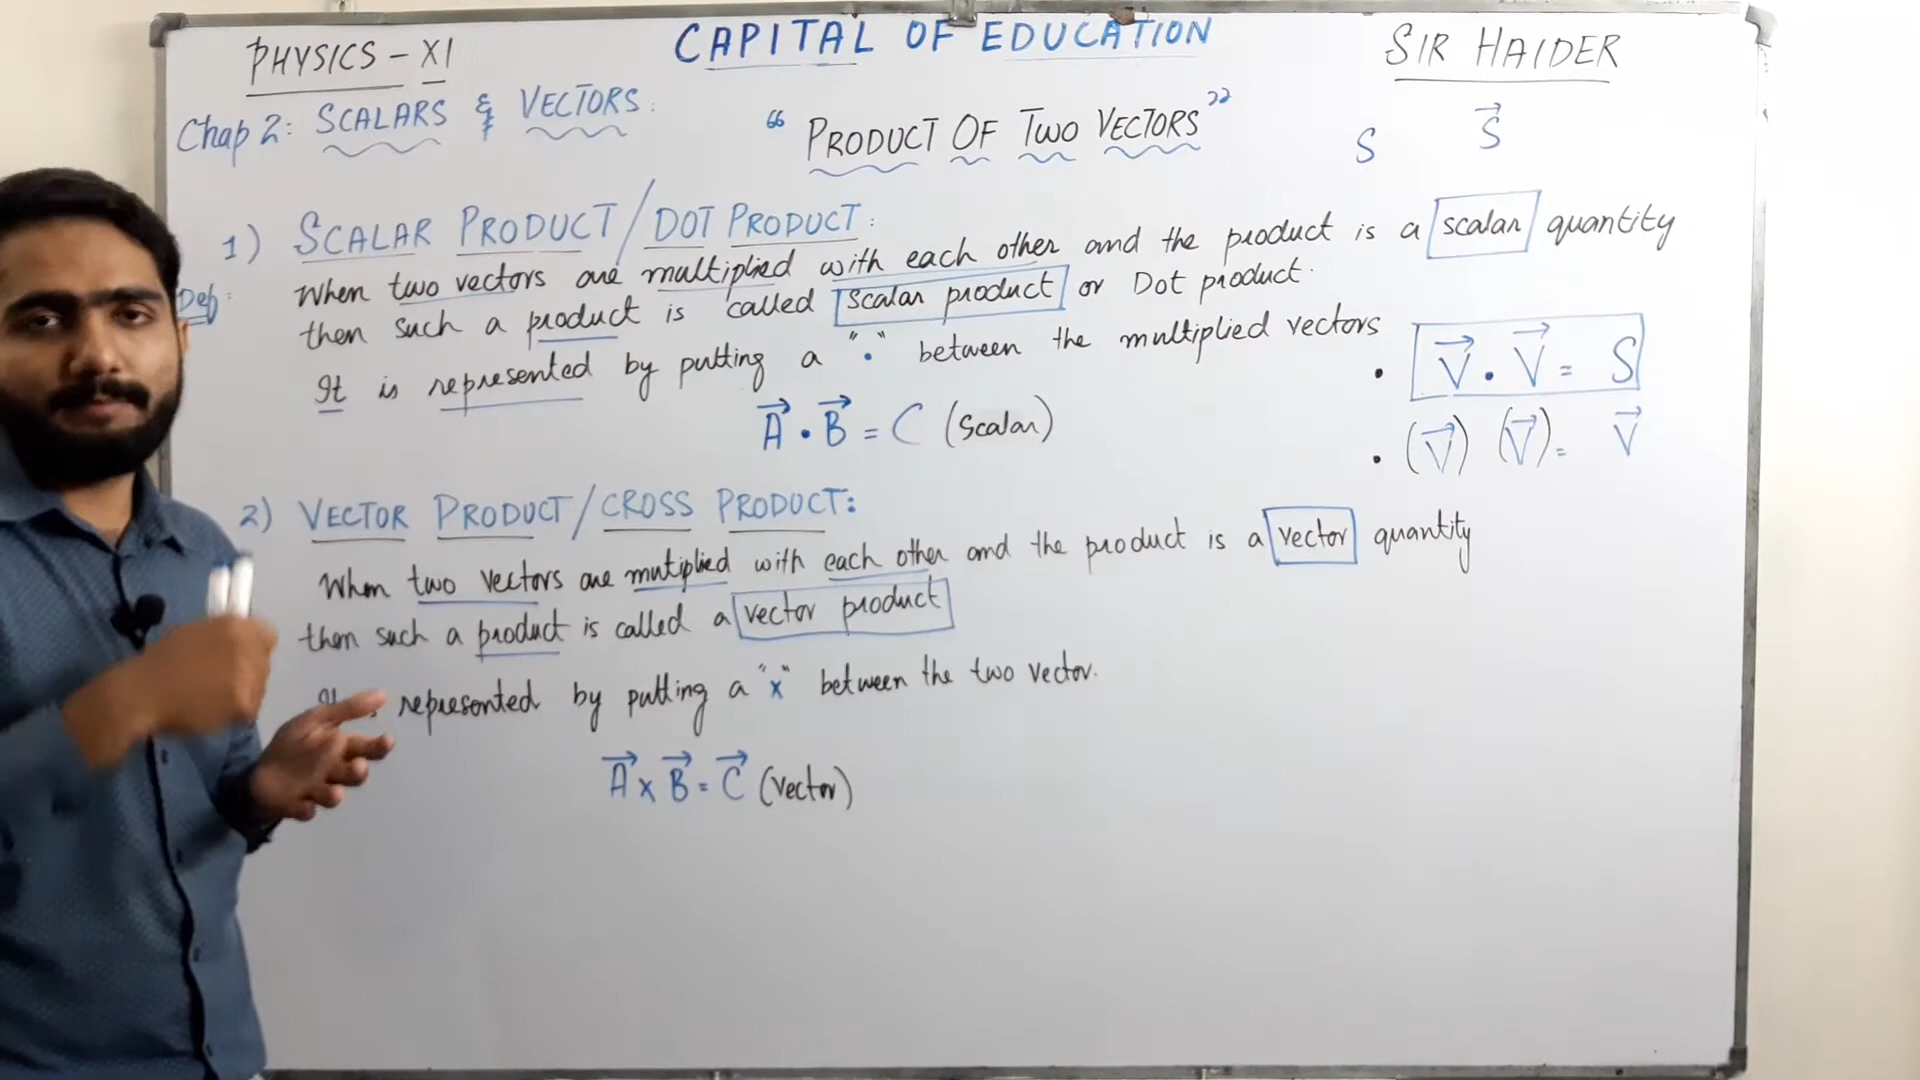 PHYSICS - XI
CAPITAL OF EDUCATION
SIR HAIDER
Chap 2: SCALARS & VECTORS:
"PRODUCT OF TWO VECTORS"
S S⃗
1) SCALAR PRODUCT / DOT PRODUCT:
Def: When two vectors are multiplied with each other and the product is a scalar quantity
then such a product is called scalar product or Dot product.
It is represented by putting a "." between the multiplied vectors
A⃗ . B⃗ = C (Scalar)
. V⃗ . V⃗ = S
. (V⃗) (V⃗) = V⃗
2) VECTOR PRODUCT / CROSS PRODUCT:
When two vectors are mutiplied with each other and the product is a vector quantity
then such a product is called a vector product
represented by putting a "x" between the two vector.
A⃗ x B⃗ = C⃗ (vector)